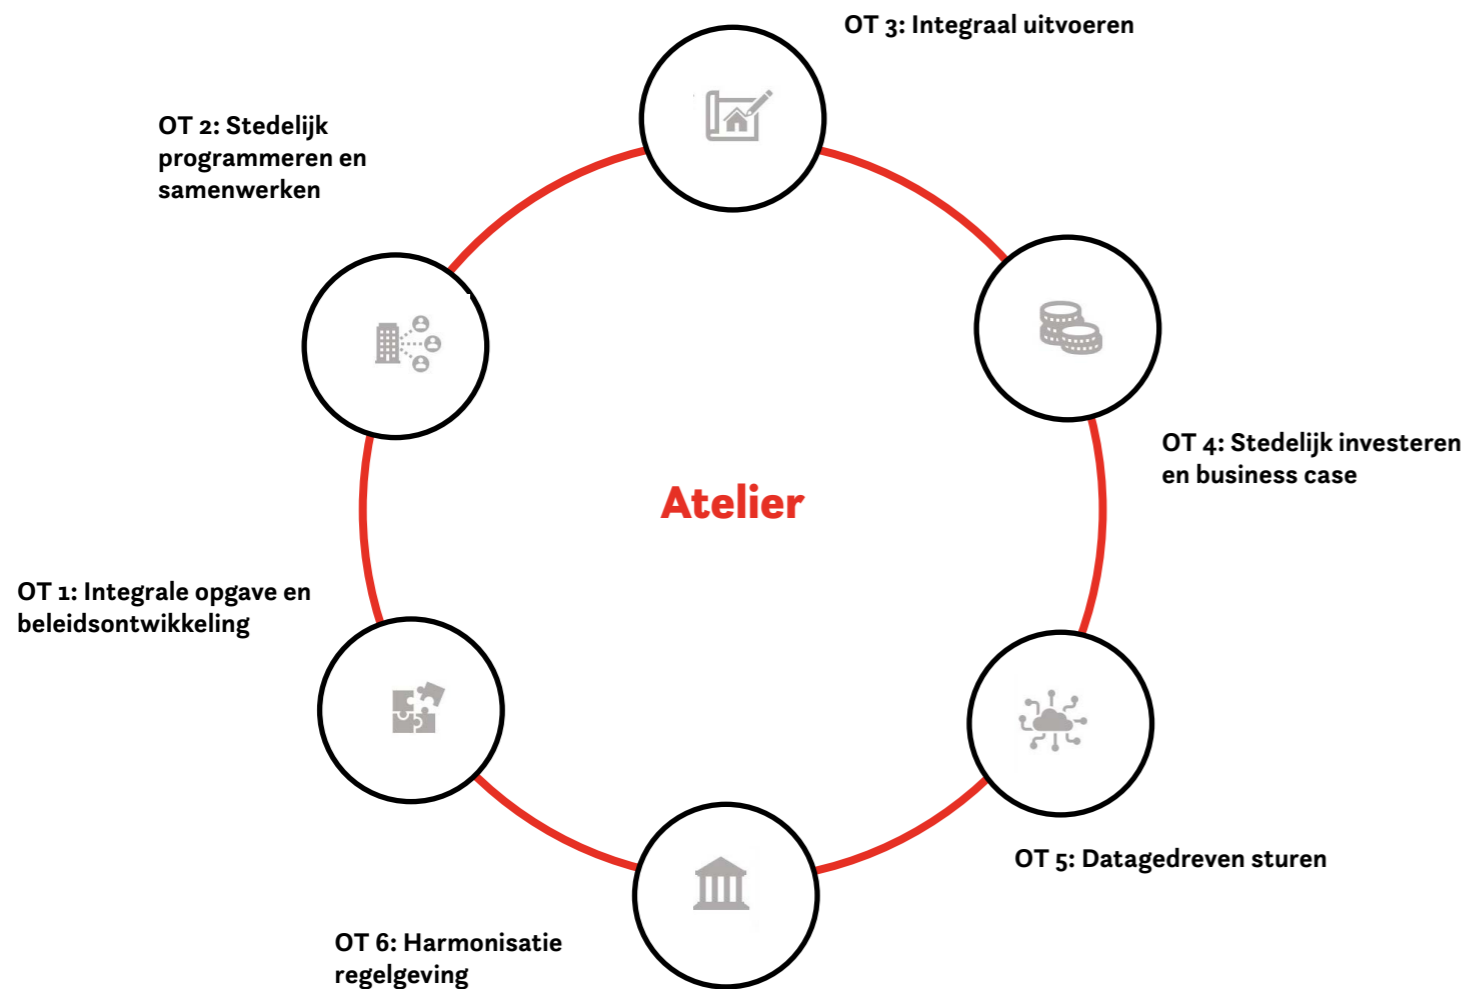 OT 3: Integraal uitvoeren
OT 2: Stedelijk
programmeren en
samenwerken
OT 4: Stedelijk investeren
en business case
Atelier
OT 1: Integrale opgave en
beleidsontwikkeling
OT 5: Datagedreven sturen
OT 6: Harmonisatie
regelgeving